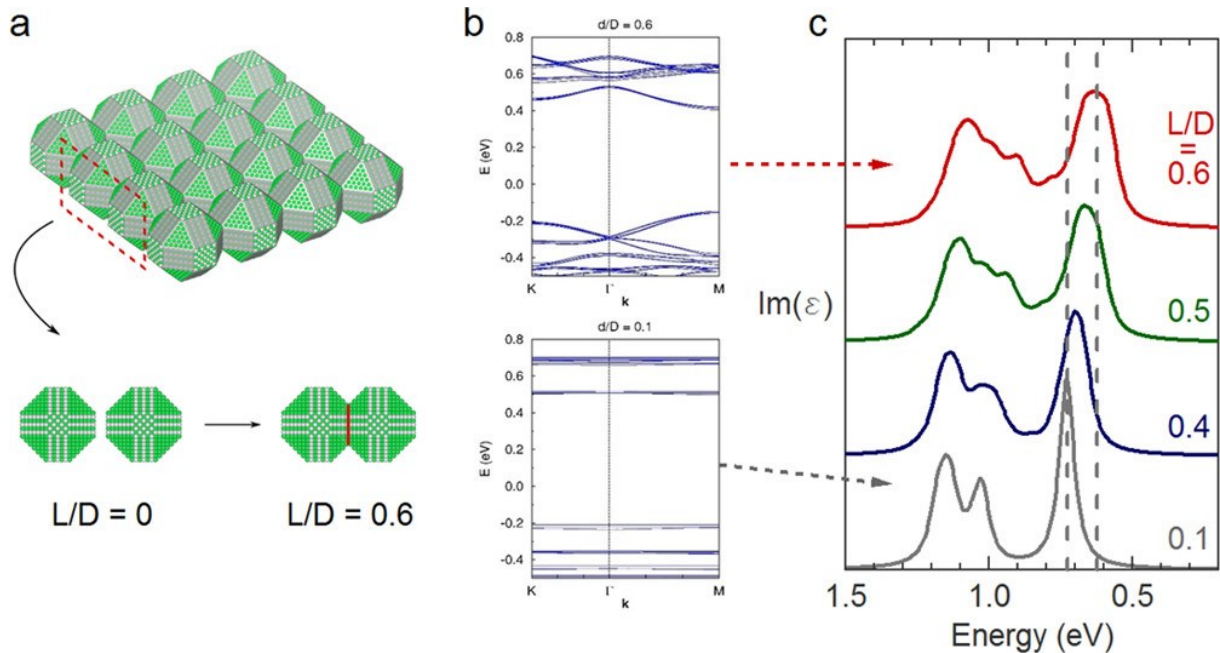 a
L/D = 0
L/D = 0.6
b
d/D = 0.6
0.8
0.6
0.4
0.2
0.0
-0.2
-0.4
E (eV)
K
Γ
M
k
d/D = 0.1
0.8
0.6
0.4
0.2
0.0
-0.2
-0.4
E (eV)
K
Γ
M
k
c
Im(ε)
L/D
=
0.6
0.5
0.4
0.1
1.5
1.0
0.5
Energy (eV)